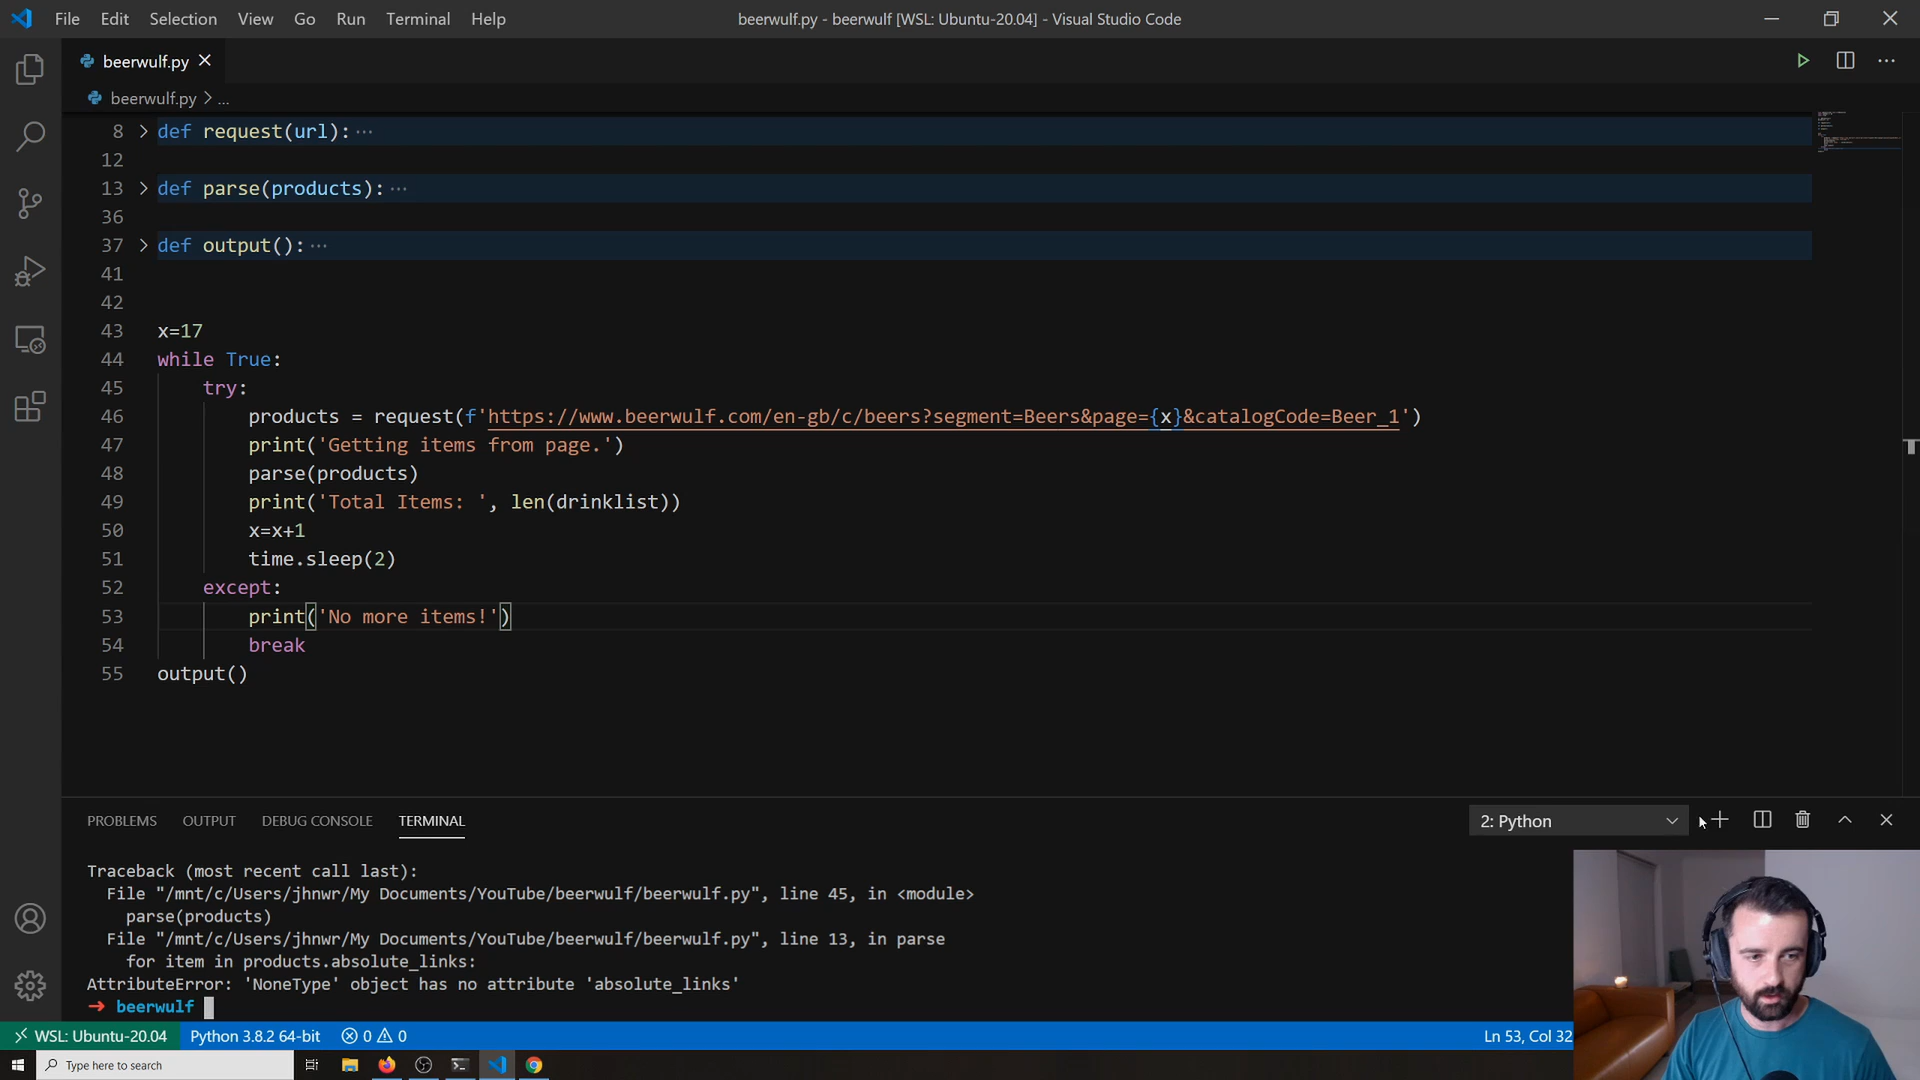 File Edit Selection View Go Run Terminal Help beerwulf.py - beerwulf [WSL: Ubuntu-20.04] - Visual Studio Code
beerwulf.py
beerwulf.py > ...
8 def request(url): ...
12
13 def parse(products): ...
36
37 def output(): ...
41
42
43 x=17
44 while True:
45 try:
46 products = request(f'https://www.beerwulf.com/en-gb/c/beers?segment=Beers&page={x}&catalogCode=Beer_1')
47 print('Getting items from page.')
48 parse(products)
49 print('Total Items: ', len(drinklist))
50 x=x+1
51 time.sleep(2)
52 except:
53 print('No more items!')
54 break
55 output()
PROBLEMS OUTPUT DEBUG CONSOLE TERMINAL 2: Python
Traceback (most recent call last):
File "/mnt/c/Users/jhnwr/My Documents/YouTube/beerwulf/beerwulf.py", line 45, in <module>
parse(products)
File "/mnt/c/Users/jhnwr/My Documents/YouTube/beerwulf/beerwulf.py", line 13, in parse
for item in products.absolute_links:
AttributeError: 'NoneType' object has no attribute 'absolute_links'
➜ beerwulf
WSL: Ubuntu-20.04 Python 3.8.2 64-bit 0 0 Ln 53, Col 32
Type here to search